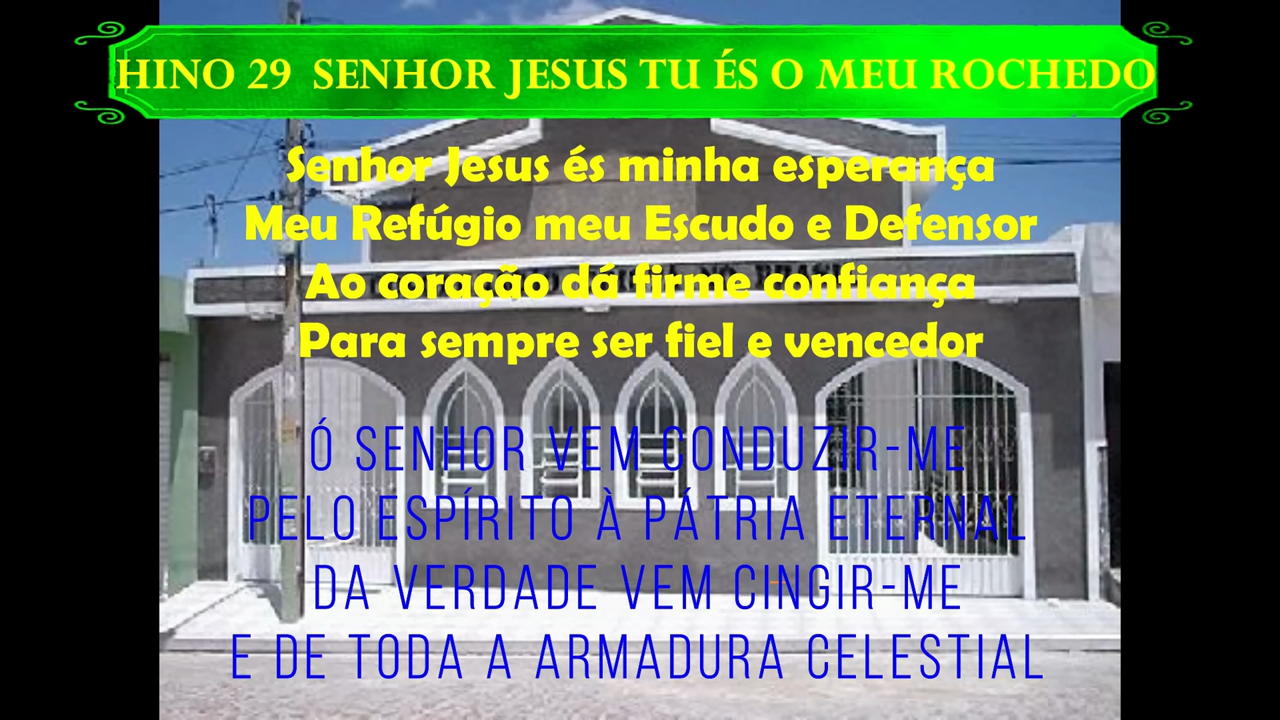 HINO 29 SENHOR JESUS TU ÉS O MEU ROCHEDO
Senhor Jesus és minha esperança
Meu Refúgio meu Escudo e Defensor
Ao coração dá firme confiança
Para sempre ser fiel e vencedor
Ó SENHOR VEM CONDUZIR-ME
PELO ESPÍRITO À PÁTRIA ETERNAL
DA VERDADE VEM CINGIR-ME
E DE TODA A ARMADURA CELESTIAL